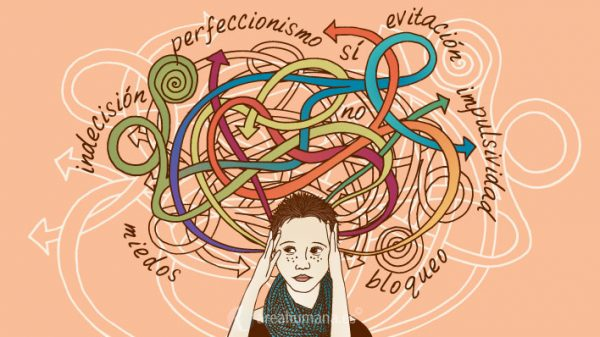 perfeccionismo
sí
evitación
indecisión
no
impulsividad
miedos
bloqueo